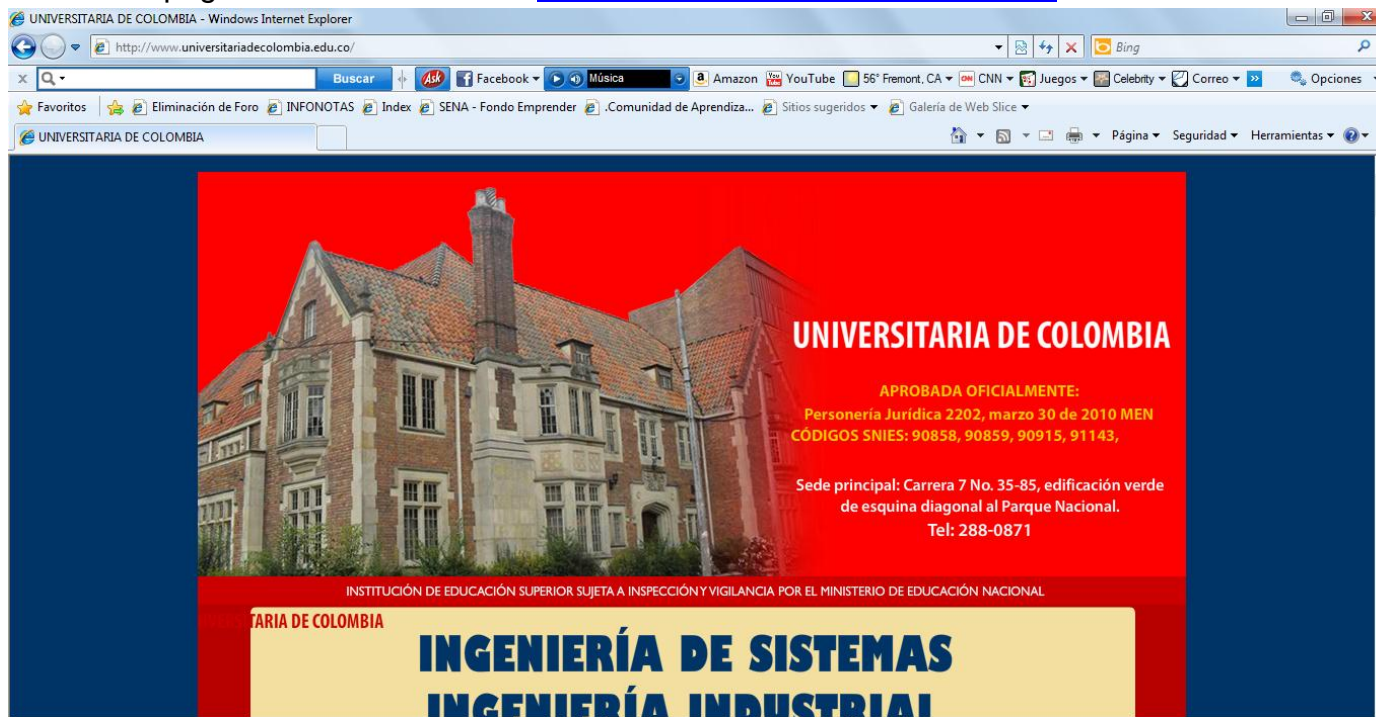 UNIVERSITARIA DE COLOMBIA - Windows Internet Explorer
http://www.universitariadecolombia.edu.co/ Bing
x Buscar Ask Facebook Música Amazon YouTube 56° Fremont, CA CNN Juegos Celebrity Correo Opciones
Favoritos Eliminación de Foro INFONOTAS Index SENA - Fondo Emprender .Comunidad de Aprendiza... Sitios sugeridos Galería de Web Slice
UNIVERSITARIA DE COLOMBIA Página Seguridad Herramientas
UNIVERSITARIA DE COLOMBIA
APROBADA OFICIALMENTE:
Personería Jurídica 2202, marzo 30 de 2010 MEN
CÓDIGOS SNIES: 90858, 90859, 90915, 91143,
Sede principal: Carrera 7 No. 35-85, edificación verde
de esquina diagonal al Parque Nacional.
Tel: 288-0871
INSTITUCIÓN DE EDUCACIÓN SUPERIOR SUJETA A INSPECCIÓN Y VIGILANCIA POR EL MINISTERIO DE EDUCACIÓN NACIONAL
TARIA DE COLOMBIA
INGENIERÍA DE SISTEMAS
INGENIERÍA INDUSTRIAL